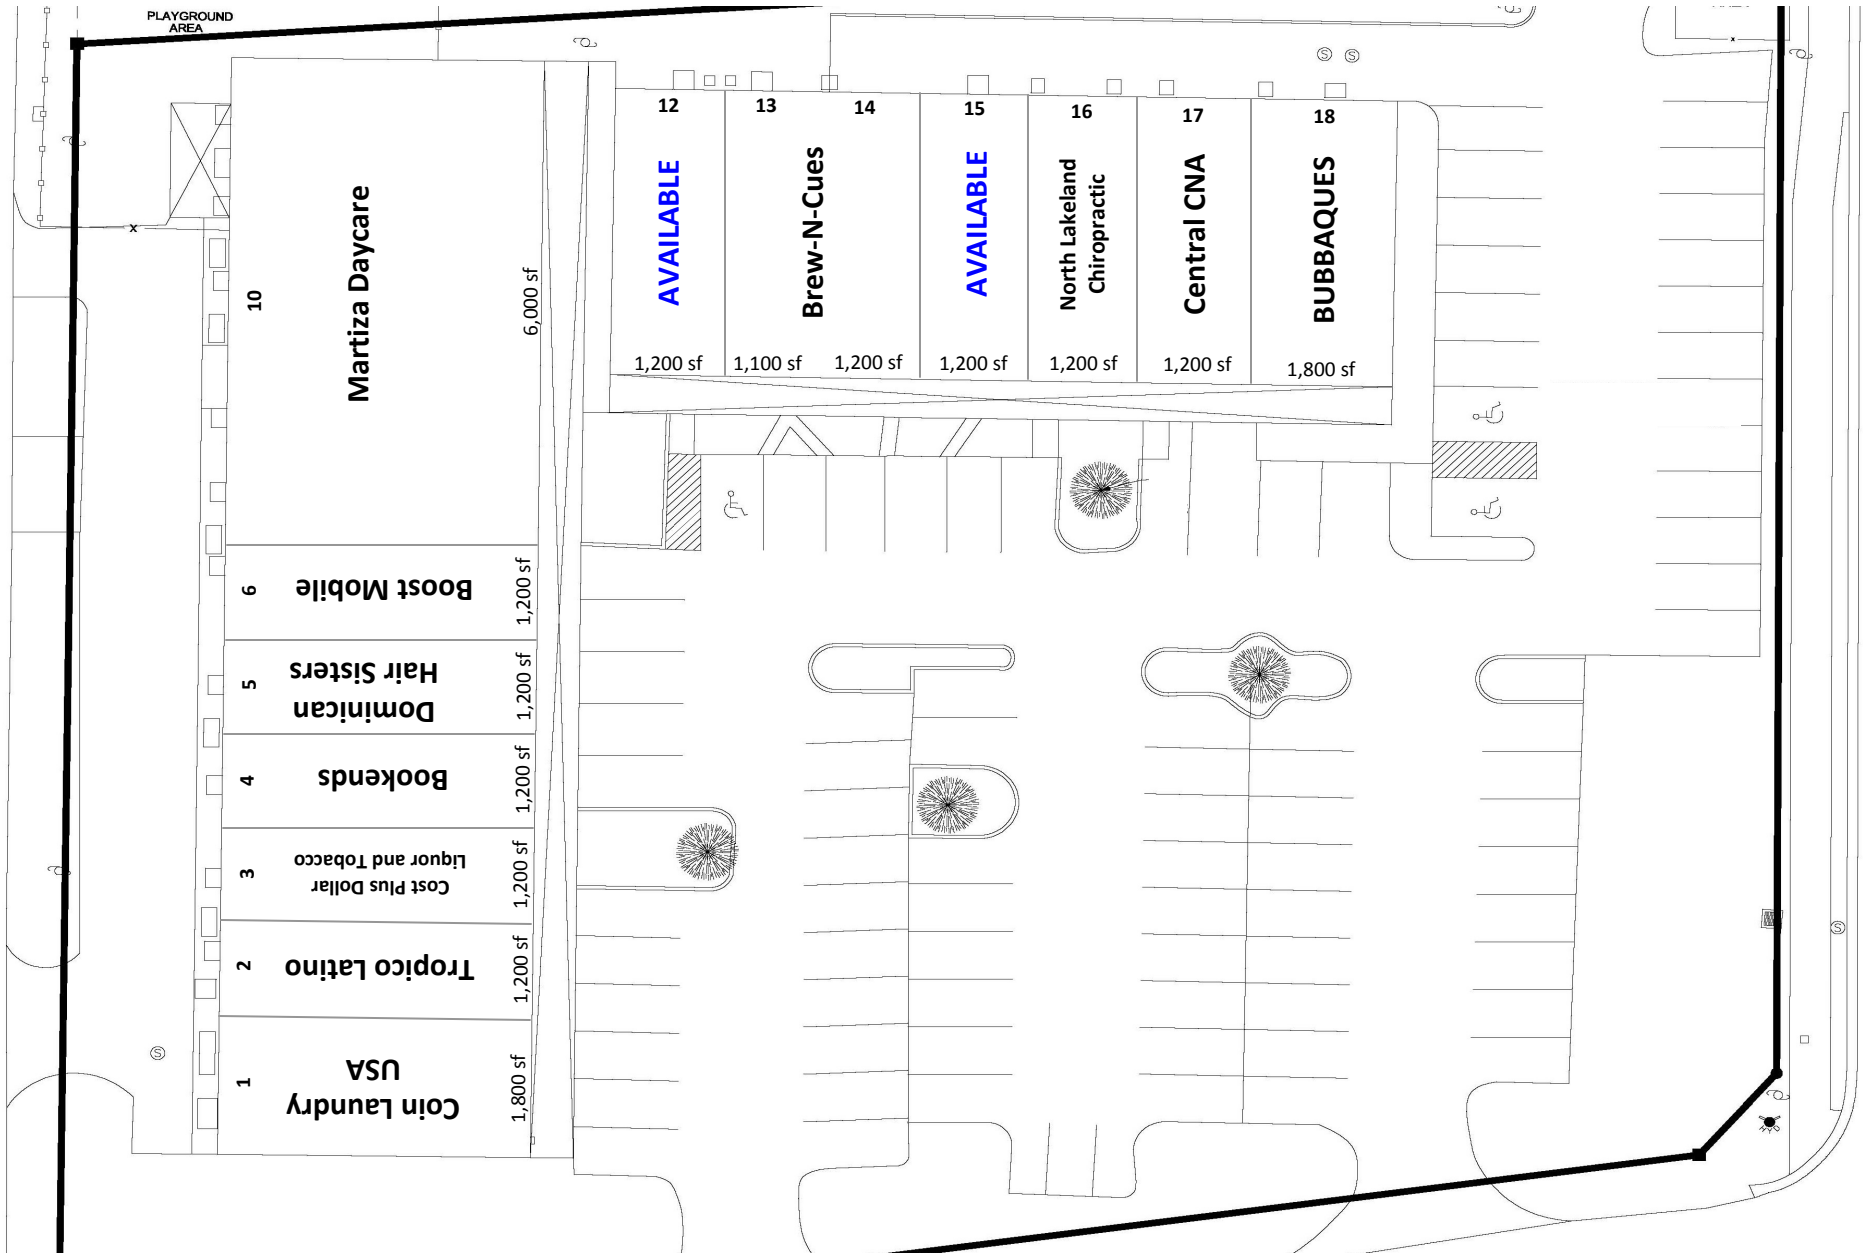 PLAYGROUND
AREA
12
13
14
15
16
17
18
AVAILABLE
Brew-N-Cues
AVAILABLE
North Lakeland
Chiropractic
Central CNA
BUBBAQUES
1,200 sf
1,100 sf
1,200 sf
1,200 sf
1,200 sf
1,200 sf
1,800 sf
10
Martiza Daycare
6,000 sf
6
Boost Mobile
1,200 sf
5
Dominican
Hair Sisters
1,200 sf
4
Bookends
1,200 sf
3
Cost Plus Dollar
Liquor and Tobacco
1,200 sf
2
Tropico Latino
1,200 sf
1
Coin Laundry
USA
1,800 sf
S
S
S
S
x
x